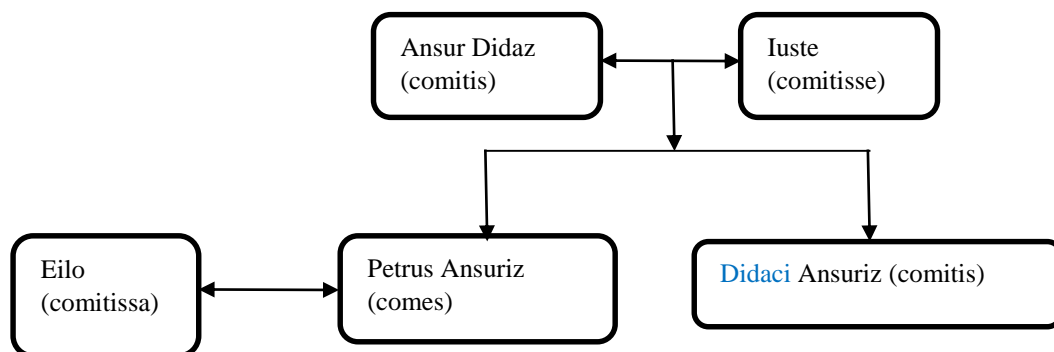 Ansur Didaz
(comitis)
Iuste
(comitisse)
Eilo
(comitissa)
Petrus Ansuriz
(comes)
Didaci Ansuriz (comitis)